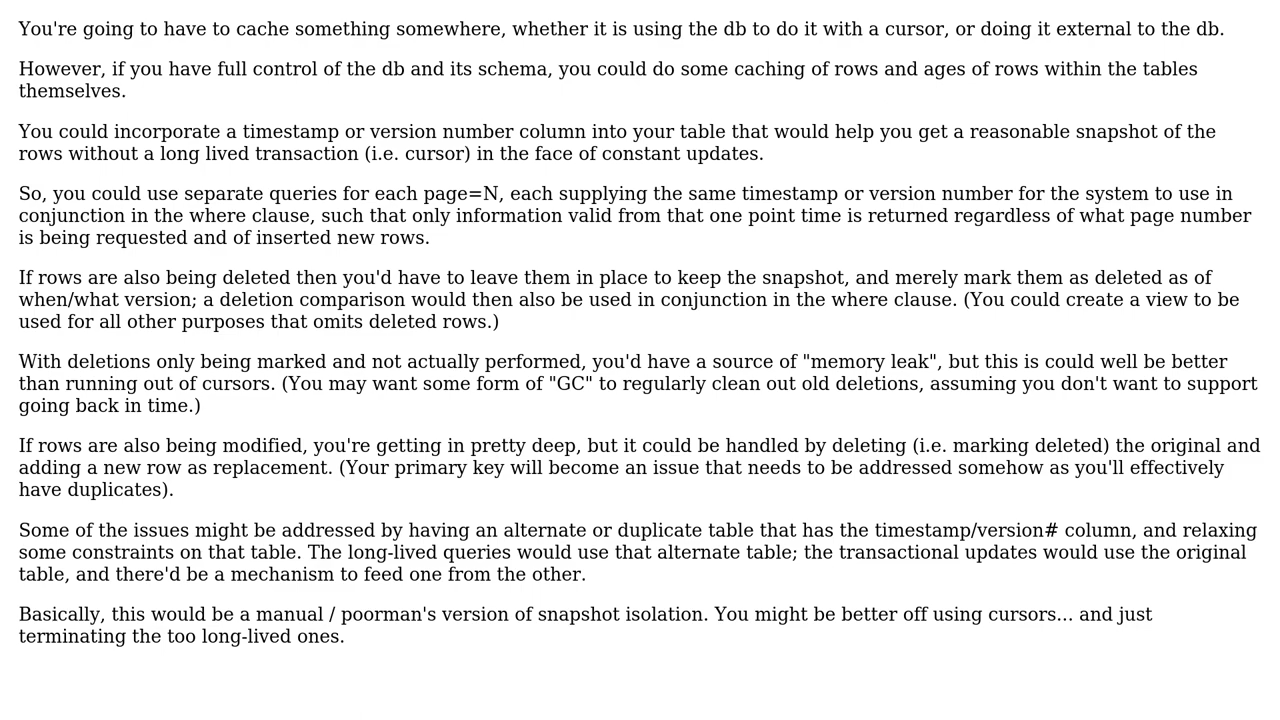 You're going to have to cache something somewhere, whether it is using the db to do it with a cursor, or doing it external to the db.
However, if you have full control of the db and its schema, you could do some caching of rows and ages of rows within the tables
themselves.
You could incorporate a timestamp or version number column into your table that would help you get a reasonable snapshot of the
rows without a long lived transaction (i.e. cursor) in the face of constant updates.
So, you could use separate queries for each page=N, each supplying the same timestamp or version number for the system to use in
conjunction in the where clause, such that only information valid from that one point time is returned regardless of what page number
is being requested and of inserted new rows.
If rows are also being deleted then you'd have to leave them in place to keep the snapshot, and merely mark them as deleted as of
when/what version; a deletion comparison would then also be used in conjunction in the where clause. (You could create a view to be
used for all other purposes that omits deleted rows.)
With deletions only being marked and not actually performed, you'd have a source of "memory leak", but this is could well be better
than running out of cursors. (You may want some form of "GC" to regularly clean out old deletions, assuming you don't want to support
going back in time.)
If rows are also being modified, you're getting in pretty deep, but it could be handled by deleting (i.e. marking deleted) the original and
adding a new row as replacement. (Your primary key will become an issue that needs to be addressed somehow as you'll effectively
have duplicates).
Some of the issues might be addressed by having an alternate or duplicate table that has the timestamp/version# column, and relaxing
some constraints on that table. The long-lived queries would use that alternate table; the transactional updates would use the original
table, and there'd be a mechanism to feed one from the other.
Basically, this would be a manual / poorman's version of snapshot isolation. You might be better off using cursors... and just
terminating the too long-lived ones.